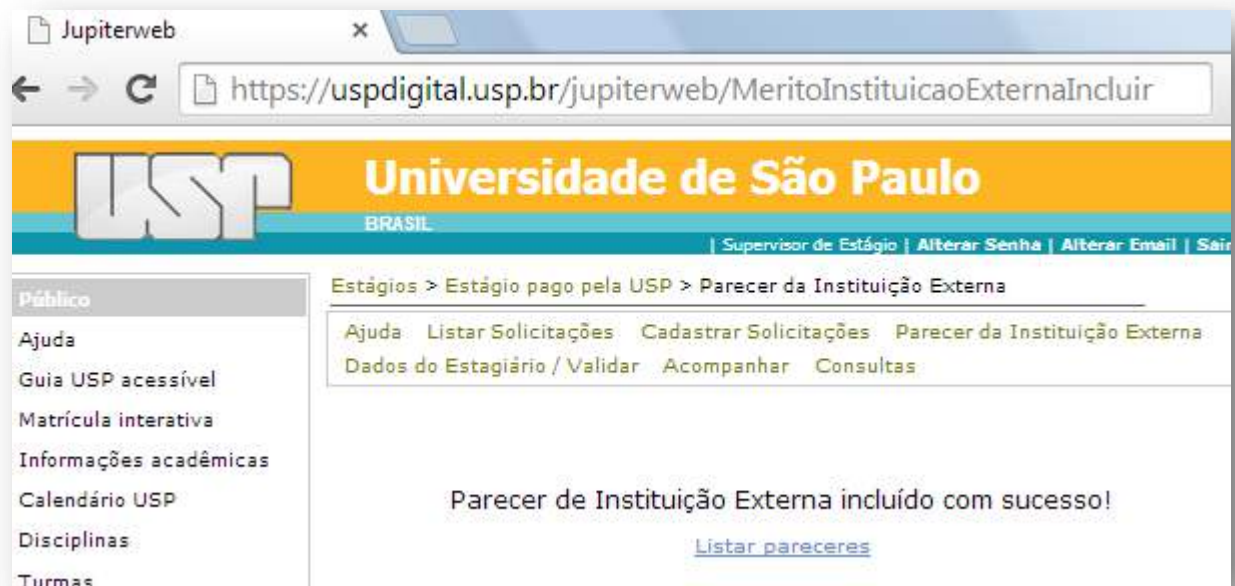 Jupiterweb
https://uspdigital.usp.br/jupiterweb/MeritoInstituicaoExternaIncluir
USP
Universidade de São Paulo
BRASIL
| Supervisor de Estágio | Alterar Senha | Alterar Email | Sair
Público
Ajuda
Guia USP acessível
Matrícula interativa
Informações acadêmicas
Calendário USP
Disciplinas
Turmas
Estágios > Estágio pago pela USP > Parecer da Instituição Externa
Ajuda Listar Solicitações Cadastrar Solicitações Parecer da Instituição Externa
Dados do Estagiário / Validar Acompanhar Consultas
Parecer de Instituição Externa incluído com sucesso!
Listar pareceres